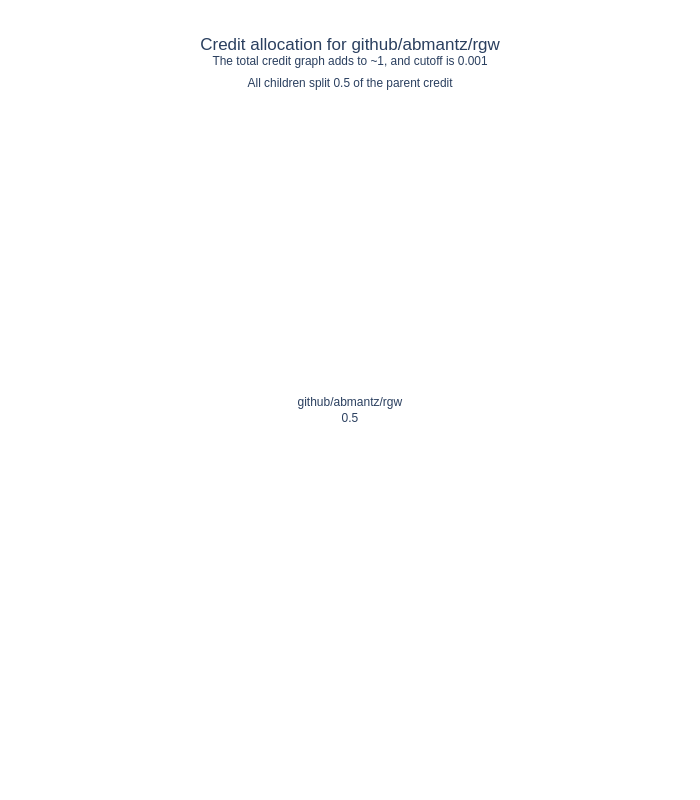 Credit allocation for github/abmantz/rgw
The total credit graph adds to ~1, and cutoff is 0.001
All children split 0.5 of the parent credit
github/abmantz/rgw
0.5